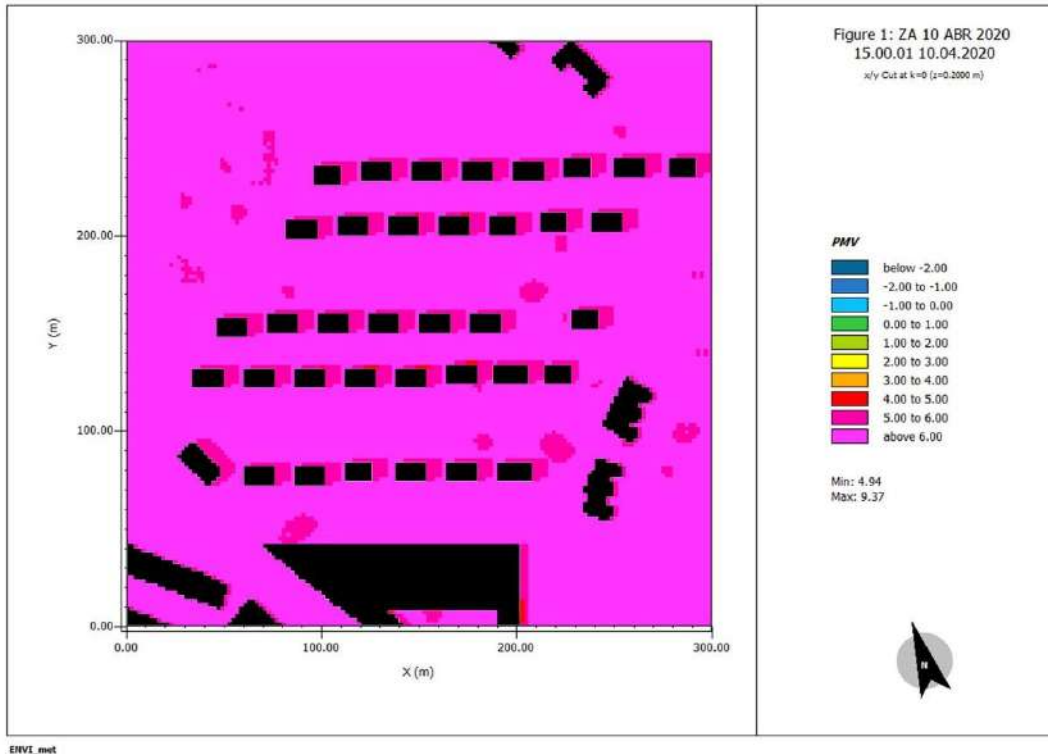 Figure 1: ZA 10 ABR 2020
15.00.01 10.04.2020
x/y Cut at k=0 (z=0.2000 m)
300.00
200.00
100.00
0.00
Y (m)
0.00
100.00
200.00
300.00
X (m)
PMV
below -2.00
-2.00 to -1.00
-1.00 to 0.00
0.00 to 1.00
1.00 to 2.00
2.00 to 3.00
3.00 to 4.00
4.00 to 5.00
5.00 to 6.00
above 6.00
Min: 4.94
Max: 9.37
N
ENVI_met